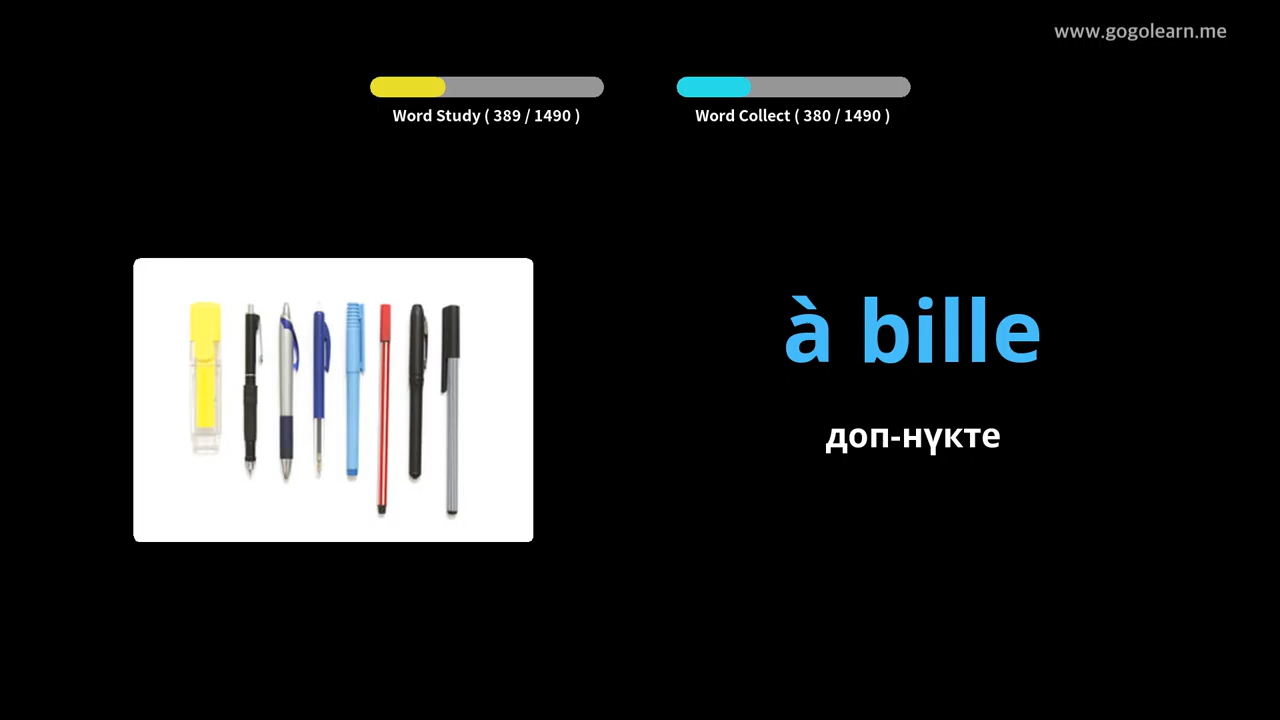 www.gogolearn.me
Word Study ( 389 / 1490 )
Word Collect ( 380 / 1490 )
à bille
доп-нүкте